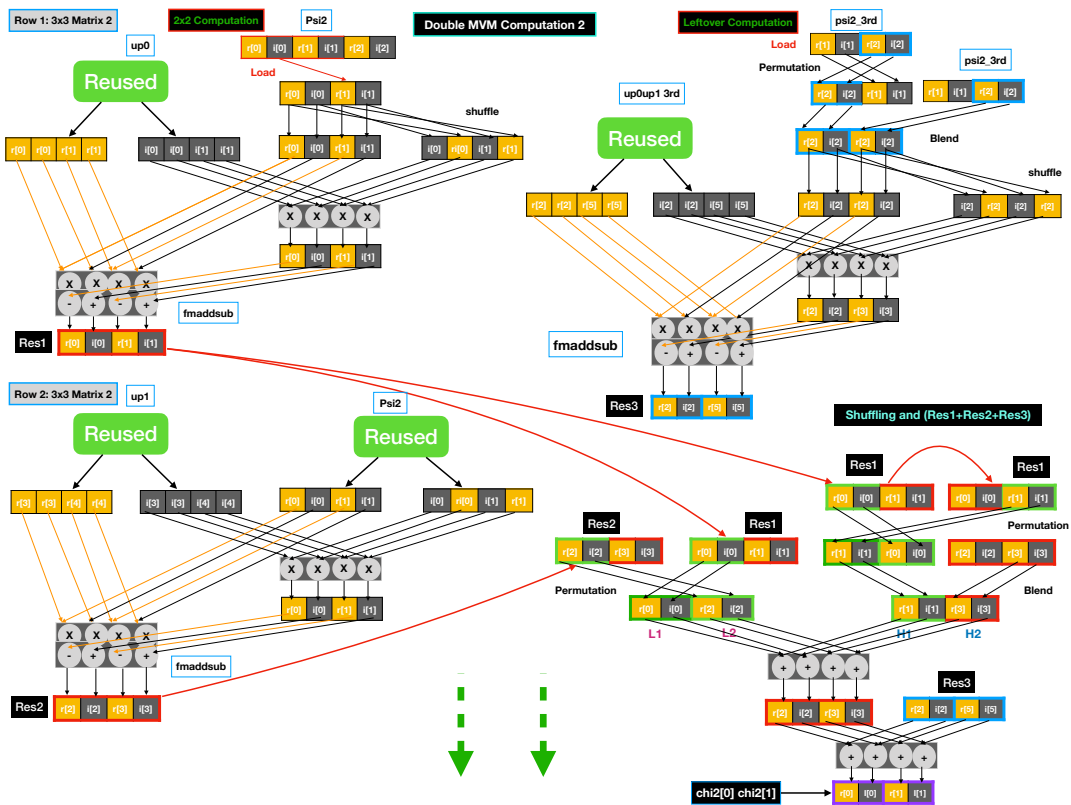 Row 1: 3x3 Matrix 2
2x2 Computation
Psi2
Double MVM Computation 2
Leftover Computation
psi2_3rd
up0
r[0] i[0] r[1] i[1] r[2] i[2]
Load
r[1] i[1] r[2] i[2]
Reused
Load
Permutation
psi2_3rd
r[0] i[0] r[1] i[1]
r[2] i[2] r[1] i[1]
r[1] i[1] r[2] i[2]
up0up1 3rd
shuffle
r[0] r[0] r[1] r[1]
i[0] i[0] i[1] i[1]
r[0] i[0] r[1] i[1]
i[0] ri[0] i[1] r[1]
Reused
r[2] i[2] r[2] i[2]
Blend
shuffle
r[2] r[2] r[5] r[5]
i[2] i[2] i[5] i[5]
r[2] i[2] r[2] i[2]
i[2] r[2] i[2] r[2]
X X X X
r[0] i[0] r[1] i[1]
X X X X
X X X X
- + - +
fmaddsub
r[2] i[2] r[3] i[3]
Res1
r[0] i[0] r[1] i[1]
fmaddsub
X X X X
- + - +
Row 2: 3x3 Matrix 2
up1
Psi2
Res3
r[2] i[2] r[5] i[5]
Reused
Reused
Shuffling and (Res1+Res2+Res3)
Res1
Res1
r[3] r[3] r[4] r[4]
i[3] i[3] i[4] i[4]
r[0] i[0] r[1] i[1]
i[0] ri[0] i[1] r[1]
r[0] i[0] r[1] i[1]
r[0] i[0] r[1] i[1]
Res2
Res1
Permutation
r[2] i[2] r[3] i[3]
r[0] i[0] r[1] i[1]
r[1] i[1] r[0] i[0]
r[2] i[2] r[3] i[3]
X X X X
Permutation
Blend
r[0] i[0] r[1] i[1]
r[0] i[0] r[2] i[2]
r[1] i[1] r[3] i[3]
L1
L2
H1
H2
X X X X
- + - +
fmaddsub
+ + + +
Res2
r[2] i[2] r[3] i[3]
Res3
r[2] i[2] r[3] i[3]
r[2] i[2] r[5] i[5]
+ + + +
chi2[0] chi2[1]
r[0] I[0] r[1] I[1]